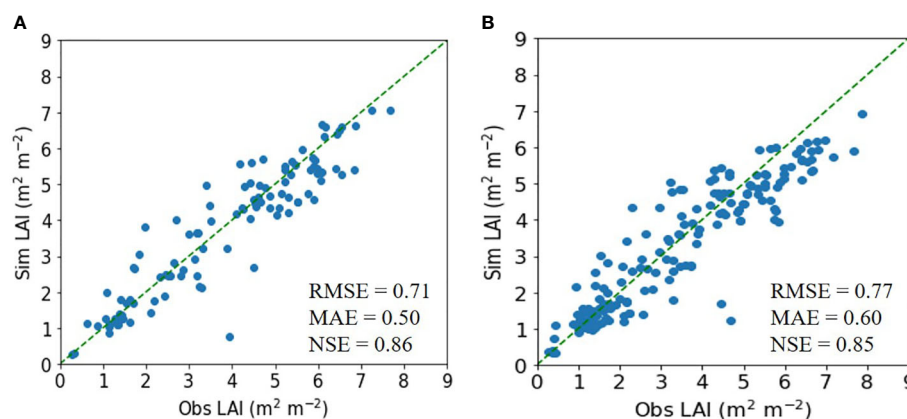 A
9
8
7
6
5
4
3
2
1
0
Sim LAI (m² m⁻²)
RMSE = 0.71
MAE = 0.50
NSE = 0.86
0 1 2 3 4 5 6 7 8 9
Obs LAI (m² m⁻²)
B
9
8
7
6
5
4
3
2
1
0
Sim LAI (m² m⁻²)
RMSE = 0.77
MAE = 0.60
NSE = 0.85
0 1 2 3 4 5 6 7 8 9
Obs LAI (m² m⁻²)